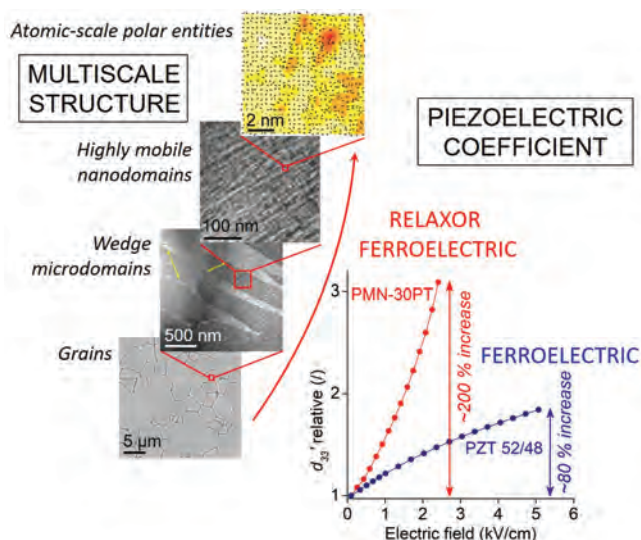 Atomic-scale polar entities
MULTISCALE
STRUCTURE
2 nm
Highly mobile
nanodomains
100 nm
Wedge
microdomains
500 nm
Grains
5 µm
PIEZOELECTRIC
COEFFICIENT
RELAXOR
FERROELECTRIC
PMN-30PT
~200 % increase
FERROELECTRIC
PZT 52/48
~80 % increase
d33' relative (/)
3
2
1
0 1 2 3 4 5 6
Electric field (kV/cm)